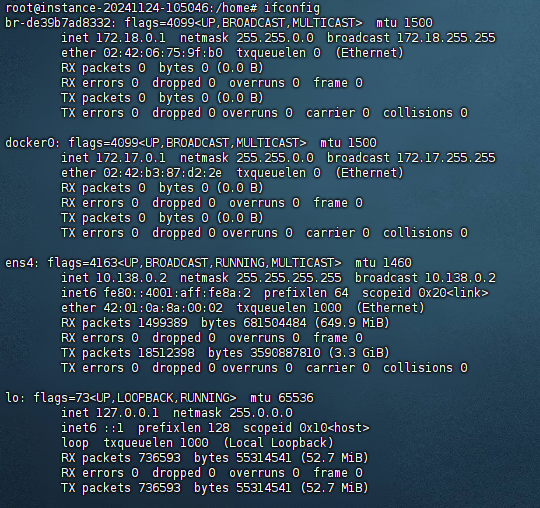 root@instance-20241124-105046:/home# ifconfig
br-de39b7ad8332: flags=4099<UP,BROADCAST,MULTICAST>  mtu 1500
        inet 172.18.0.1  netmask 255.255.0.0  broadcast 172.18.255.255
        ether 02:42:06:75:9f:b0  txqueuelen 0  (Ethernet)
        RX packets 0  bytes 0 (0.0 B)
        RX errors 0  dropped 0  overruns 0  frame 0
        TX packets 0  bytes 0 (0.0 B)
        TX errors 0  dropped 0 overruns 0  carrier 0  collisions 0

docker0: flags=4099<UP,BROADCAST,MULTICAST>  mtu 1500
        inet 172.17.0.1  netmask 255.255.0.0  broadcast 172.17.255.255
        ether 02:42:b3:87:d2:2e  txqueuelen 0  (Ethernet)
        RX packets 0  bytes 0 (0.0 B)
        RX errors 0  dropped 0  overruns 0  frame 0
        TX packets 0  bytes 0 (0.0 B)
        TX errors 0  dropped 0 overruns 0  carrier 0  collisions 0

ens4: flags=4163<UP,BROADCAST,RUNNING,MULTICAST>  mtu 1460
        inet 10.138.0.2  netmask 255.255.255.255  broadcast 10.138.0.2
        inet6 fe80::4001:aff:fe8a:2  prefixlen 64  scopeid 0x20<link>
        ether 42:01:0a:8a:00:02  txqueuelen 1000  (Ethernet)
        RX packets 1499389  bytes 681504484 (649.9 MiB)
        RX errors 0  dropped 0  overruns 0  frame 0
        TX packets 18512398  bytes 3590887810 (3.3 GiB)
        TX errors 0  dropped 0 overruns 0  carrier 0  collisions 0

lo: flags=73<UP,LOOPBACK,RUNNING>  mtu 65536
        inet 127.0.0.1  netmask 255.0.0.0
        inet6 ::1  prefixlen 128  scopeid 0x10<host>
        loop  txqueuelen 1000  (Local Loopback)
        RX packets 736593  bytes 55314541 (52.7 MiB)
        RX errors 0  dropped 0  overruns 0  frame 0
        TX packets 736593  bytes 55314541 (52.7 MiB)